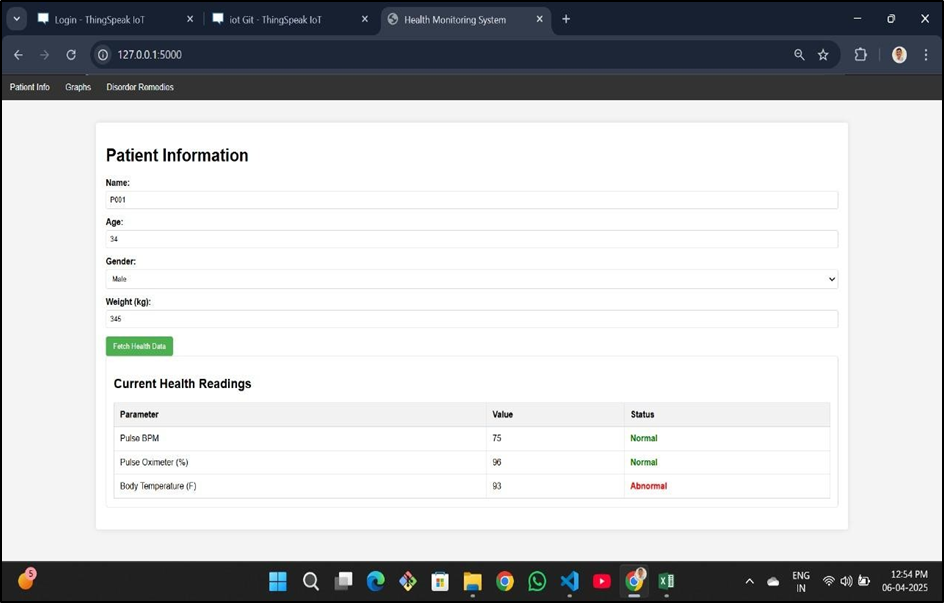 Login - ThingSpeak IoT
iot Git - ThingSpeak IoT
Health Monitoring System
127.0.0.1:5000
Patient Info Graphs Disorder Remedies
Patient Information
Name:
P001
Age:
34
Gender:
Male
Weight (kg):
345
Fetch Health Data
Current Health Readings
Parameter Value Status
Pulse BPM 75 Normal
Pulse Oximeter (%) 96 Normal
Body Temperature (F) 93 Abnormal
5
ENG
IN
12:54 PM
06-04-2025